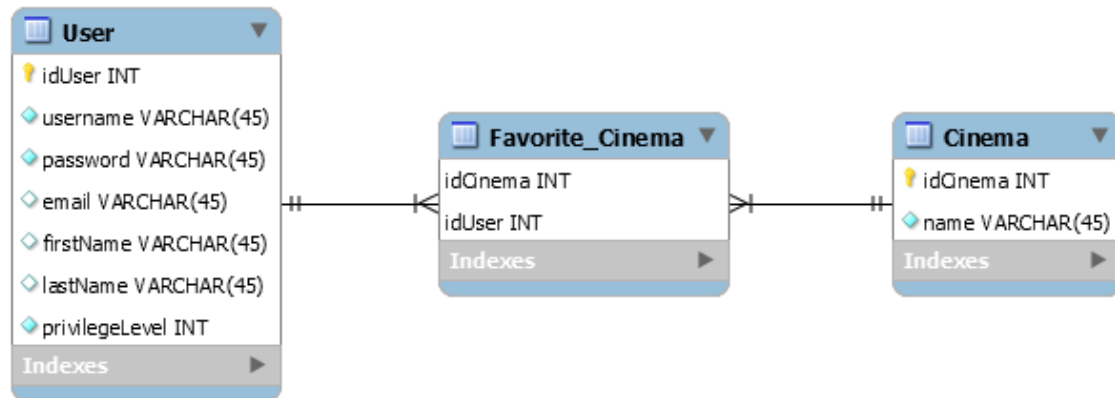 User
idUser INT
username VARCHAR(45)
password VARCHAR(45)
email VARCHAR(45)
firstName VARCHAR(45)
lastName VARCHAR(45)
privilegeLevel INT
Indexes
Favorite_Cinema
idCinema INT
idUser INT
Indexes
Cinema
idCinema INT
name VARCHAR(45)
Indexes